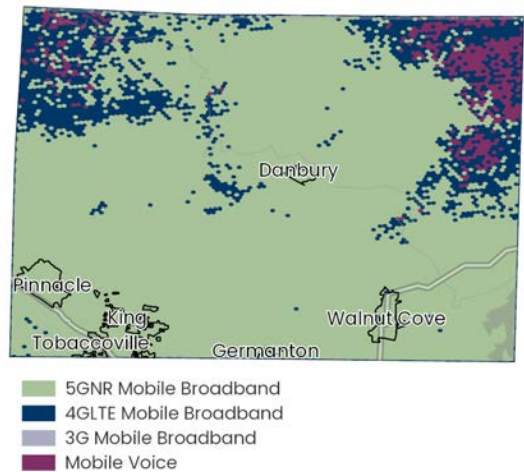 Danbury
Pinnacle
King
Walnut Cove
Tobaccoville
Germanton
5GNR Mobile Broadband
4GLTE Mobile Broadband
3G Mobile Broadband
Mobile Voice